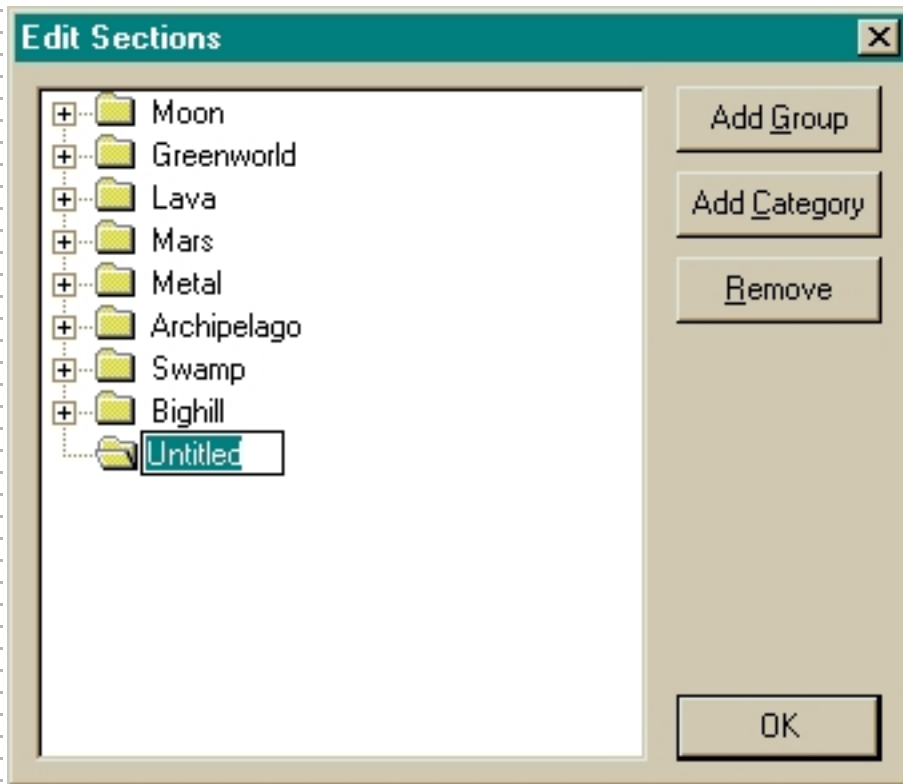 Edit Sections
Moon
Greenworld
Lava
Mars
Metal
Archipelago
Swamp
Bighill
Untitled
Add Group
Add Category
Remove
OK